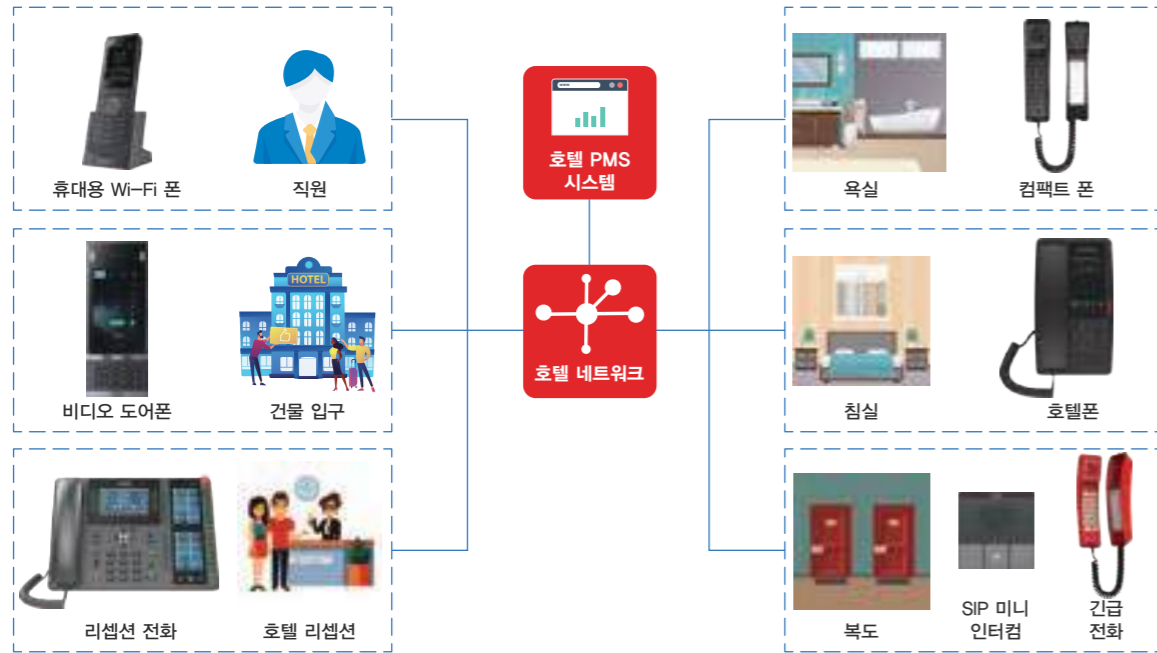 휴대용 Wi-Fi 폰
직원
호텔 PMS
시스템
욕실
컴팩트 폰
HOTEL
비디오 도어폰
건물 입구
호텔 네트워크
침실
호텔폰
리셉션 전화
호텔 리셉션
복도
SIP 미니
인터컴
긴급
전화